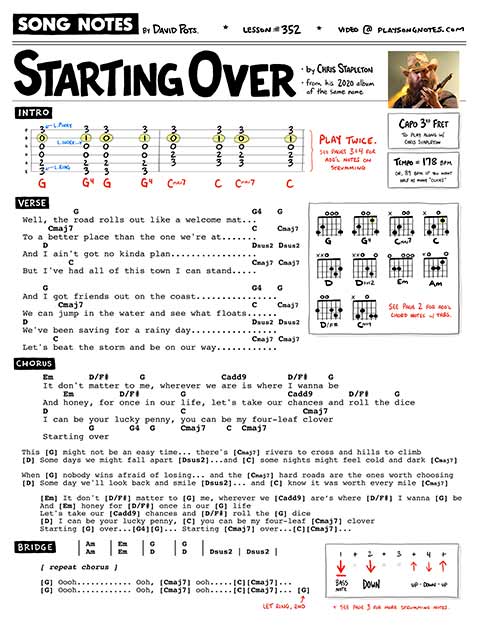 SONG NOTES BY DAVID POTS. * LESSON #352 * VIDEO @ PLAYSONGNOTES.COM
STARTING OVER
• by CHRIS STAPLETON
• from his 2020 album
of the same name
INTRO
L.PINKY
L.INDEX
L.RING
G G4 G G4 Cmaj7 C Cmaj7 C
PLAY TWICE.
SEE PAGES 3+4 FOR
ADD'L NOTES ON
STRUMMING
CAPO 3RD FRET
TO PLAY ALONG W/
CHRIS STAPLETON
TEMPO = 178 BPM
VERSE
G G4 G
Well, the road rolls out like a welcome mat...
Cmaj7 C Cmaj7
To a better place than the one we're at.......
D Dsus2 Dsus2
And I ain't got no kinda plan.................
C Cmaj7 Cmaj7
But I've had all of this town I can stand.....
G G4 G
And I got friends out on the coast...............
Cmaj7 C Cmaj7
We can jump in the water and see what floats......
D Dsus2 Dsus2
We've been saving for a rainy day................
C Cmaj7 Cmaj7
Let's beat the storm and be on our way...........
G G4 Cmaj7 C
D Dsus2 Em Am
D/F# Cmaj7
SEE PAGE 2 FOR ADD'L
CHORD NOTES W/ TABS.
CHORUS
Em D/F# G Cadd9 D/F# G
It don't matter to me, wherever we are is where I wanna be
Em D/F# G Cadd9 D/F# G
And honey, for once in our life, let's take our chances and roll the dice
D C Cmaj7
I can be your lucky penny, you can be my four-leaf clover
G G4 G Cmaj7 C Cmaj7
Starting over
This [G] might not be an easy time... there's [Cmaj7] rivers to cross and hills to climb
[D] Some days we might fall apart [Dsus2]...and [C] some nights might feel cold and dark [Cmaj7]
When [G] nobody wins afraid of losing... and the [Cmaj7] hard roads are the ones worth choosing
[D] Some day we'll look back and smile [Dsus2]... and [C] know it was worth every mile [Cmaj7]
[Em] It don't [D/F#] matter to [G] me, wherever we [Cadd9] are's where [D/F#] I wanna [G] be
And [Em] honey for [D/F#] once in our [G] life
Let's take our [Cadd9] chances and [D/F#] roll the [G] dice
[D] I can be your lucky penny, [C] you can be my four-leaf [Cmaj7] clover
Starting [G] over...[G4][G]... Starting [Cmaj7] over...[C][Cmaj7]...
BRIDGE
| Am | Em | G | G |
| Am | Em | D | D | Dsus2 | Dsus2 |
[ repeat chorus ]
[G] Oooh............ Ooh, [Cmaj7] ooh.....[C][Cmaj7]...
[G] Oooh............ Ooh, [Cmaj7] ooh.....[C][Cmaj7]... [G]
LET RING, END
1 + 2 + 3 + 4 +
BASS
NOTE
DOWN
UP - DOWN - UP
* SEE PAGE 3 FOR MORE STRUMMING NOTES.